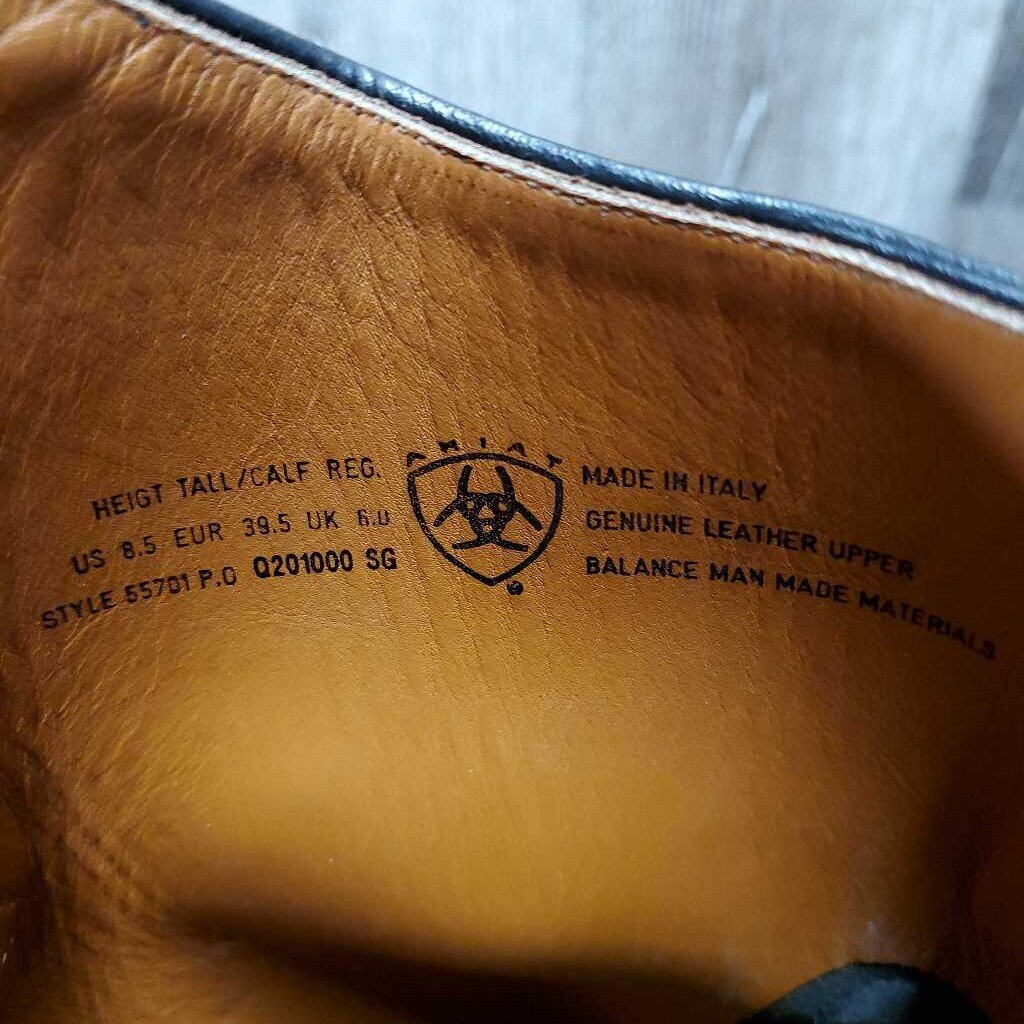 ARIAT
HEIGT TALL/CALF REG.
US 8.5 EUR 39.5 UK 6.0
STYLE 55701 P.O Q201000 SG
MADE IN ITALY
GENUINE LEATHER UPPER
BALANCE MAN MADE MATERIALS